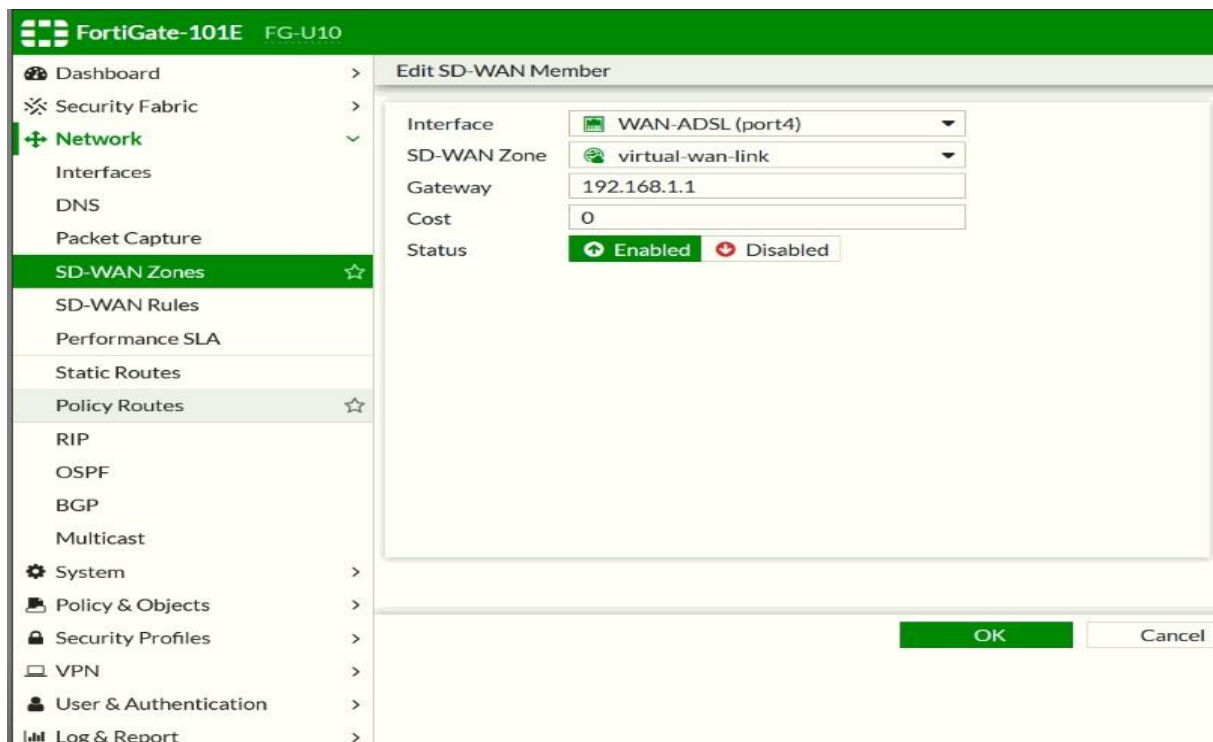 FortiGate-101E FG-U10
Dashboard
Security Fabric
Network
Interfaces
DNS
Packet Capture
SD-WAN Zones
SD-WAN Rules
Performance SLA
Static Routes
Policy Routes
RIP
OSPF
BGP
Multicast
System
Policy & Objects
Security Profiles
VPN
User & Authentication
Log & Report
Edit SD-WAN Member
Interface WAN-ADSL (port4)
SD-WAN Zone virtual-wan-link
Gateway 192.168.1.1
Cost 0
Status Enabled Disabled
OK Cancel